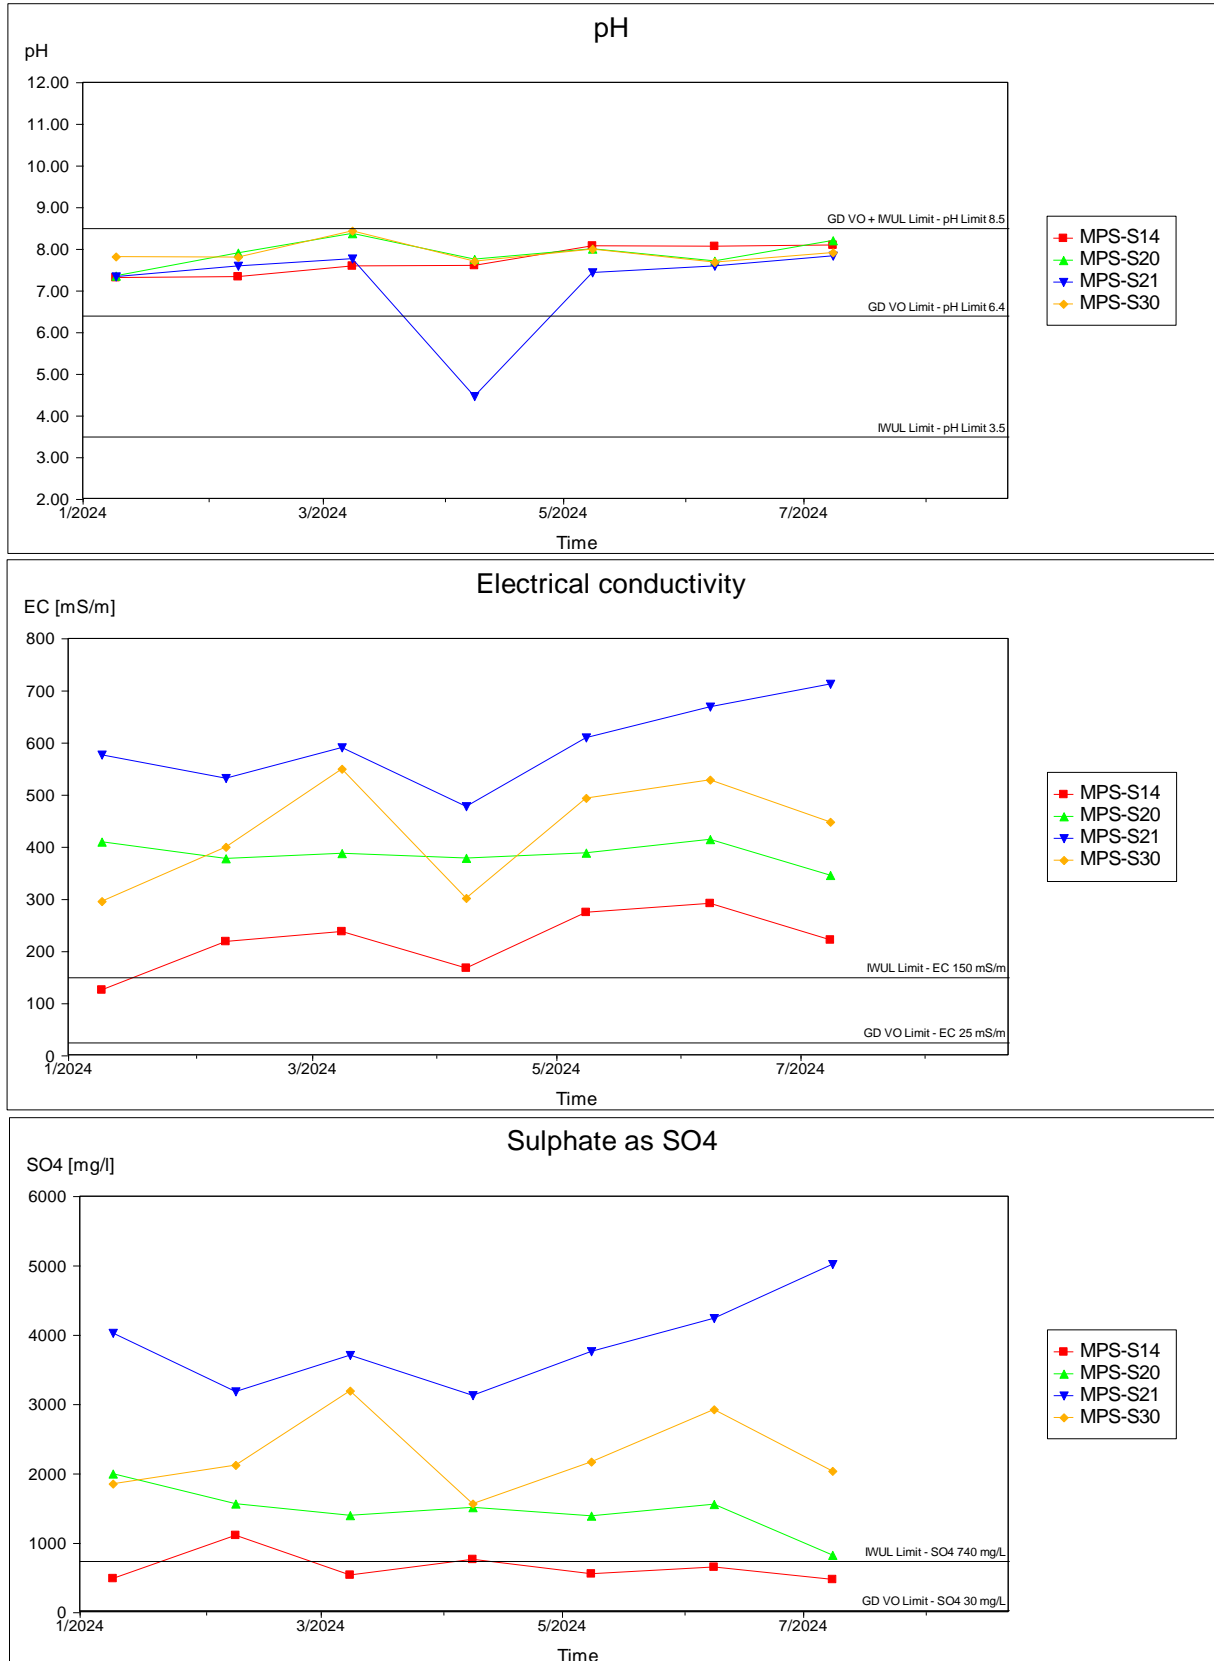 pH
pH
12.00
11.00
10.00
9.00
GD VO + IWUL Limit - pH Limit 8.5
8.00
7.00
GD VO Limit - pH Limit 6.4
6.00
5.00
4.00
IWUL Limit - pH Limit 3.5
3.00
2.00
1/2024 3/2024 5/2024 7/2024
Time
MPS-S14
MPS-S20
MPS-S21
MPS-S30
Electrical conductivity
EC [mS/m]
800
700
600
500
400
300
200
IWUL Limit - EC 150 mS/m
100
GD VO Limit - EC 25 mS/m
0
1/2024 3/2024 5/2024 7/2024
Time
MPS-S14
MPS-S20
MPS-S21
MPS-S30
Sulphate as SO4
SO4 [mg/l]
6000
5000
4000
3000
2000
1000
IWUL Limit - SO4 740 mg/L
GD VO Limit - SO4 30 mg/L
0
1/2024 3/2024 5/2024 7/2024
Time
MPS-S14
MPS-S20
MPS-S21
MPS-S30